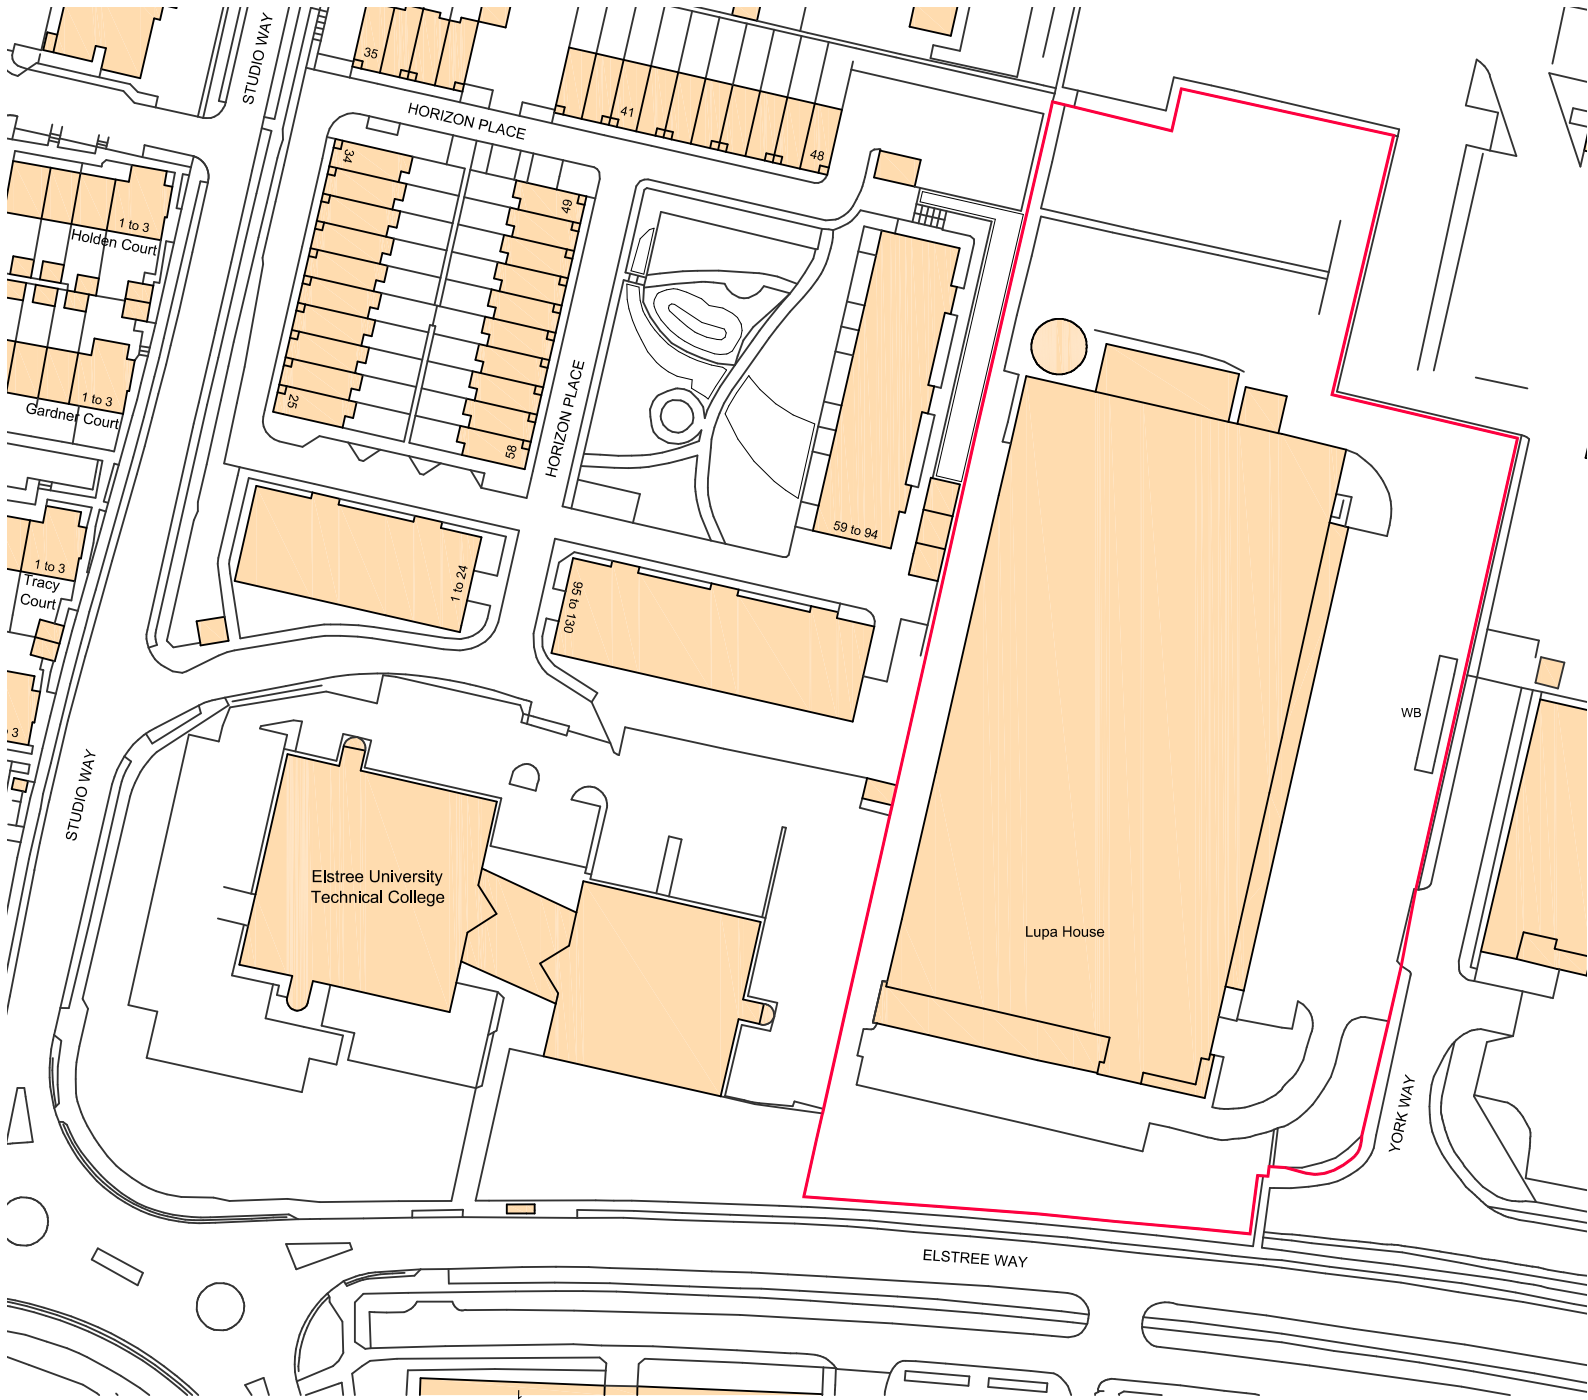 STUDIO WAY
35
HORIZON PLACE
41
48
34
49
1 to 3
Holden Court
HORIZON PLACE
1 to 3
Gardner Court
25
58
59 to 94
1 to 24
95 to 130
1 to 3
Tracy
Court
WB
3
STUDIO WAY
Elstree University
Technical College
Lupa House
YORK WAY
ELSTREE WAY